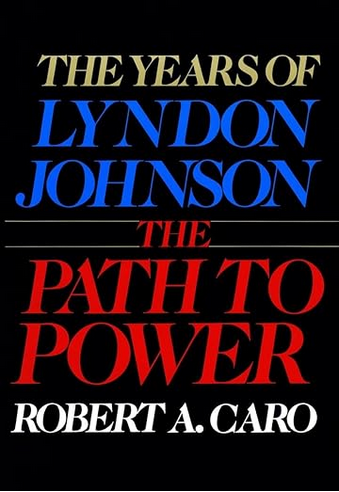 THE YEARS OF
LYNDON
JOHNSON
THE
PATH TO
POWER
ROBERT A. CARO